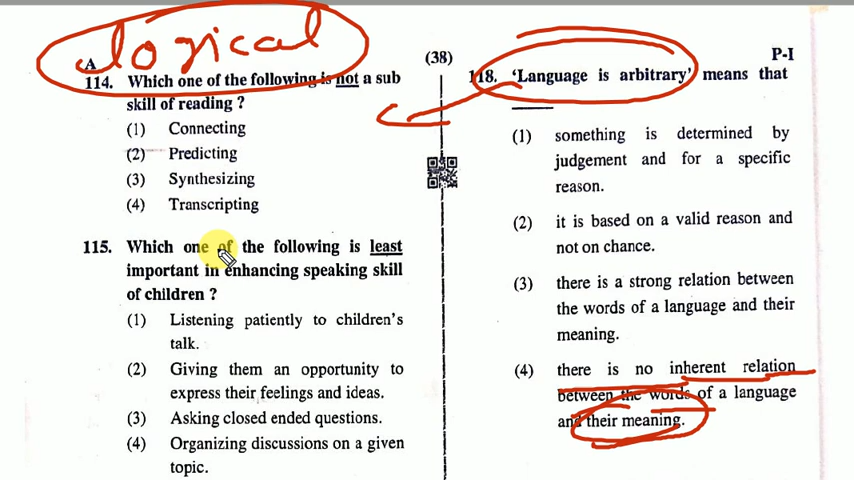 logical
A
(38)
P-I
114. Which one of the following is not a sub
skill of reading ?
(1) Connecting
(2) Predicting
(3) Synthesizing
(4) Transcripting
115. Which one of the following is least
important in enhancing speaking skill
of children ?
(1) Listening patiently to children's
talk.
(2) Giving them an opportunity to
express their feelings and ideas.
(3) Asking closed ended questions.
(4) Organizing discussions on a given
topic.
118. 'Language is arbitrary' means that
(1) something is determined by
judgement and for a specific
reason.
(2) it is based on a valid reason and
not on chance.
(3) there is a strong relation between
the words of a language and their
meaning.
(4) there is no inherent relation
between the words of a language
and their meaning.